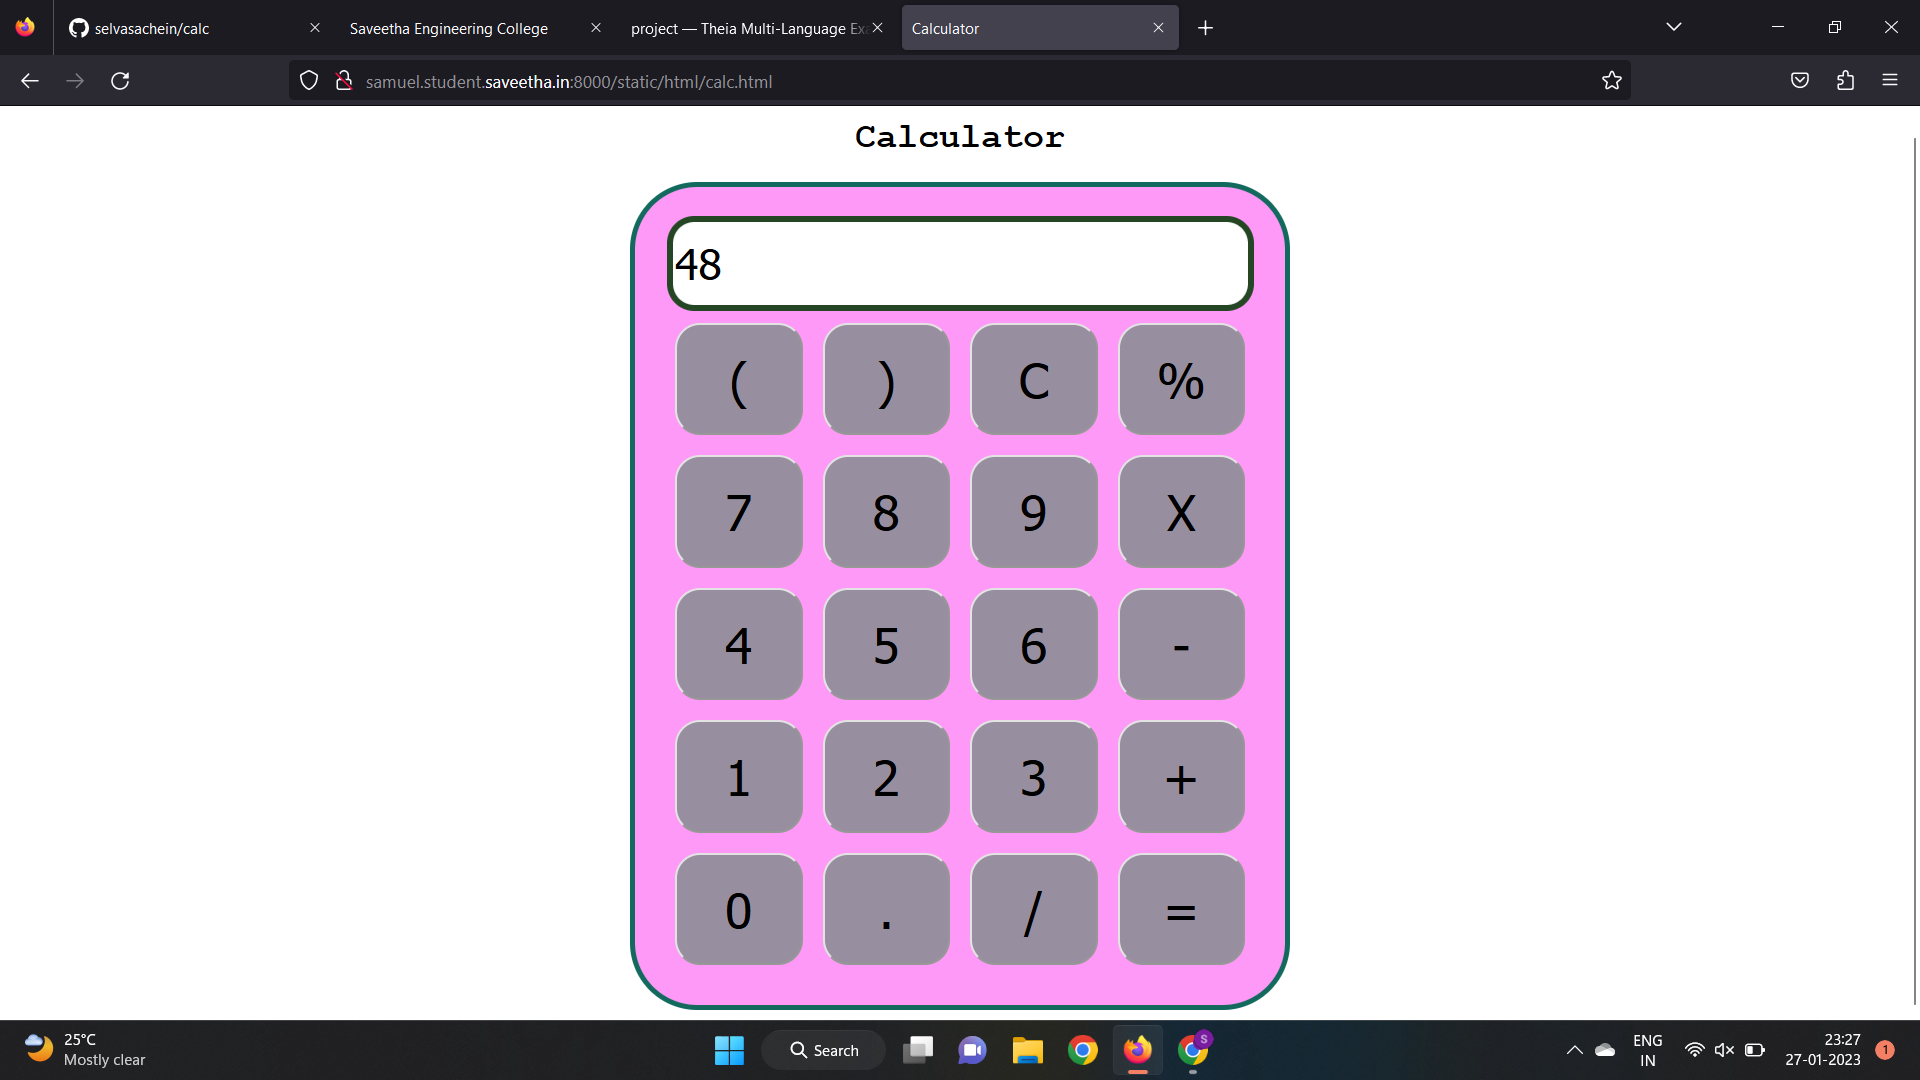 selvasachein/calc
Saveetha Engineering College
project — Theia Multi-Language Exa
Calculator
samuel.student.saveetha.in:8000/static/html/calc.html
Calculator
48
( ) C %
7 8 9 X
4 5 6 -
1 2 3 +
0 . / =
25°C
Mostly clear
Search
S
ENG
IN
23:27
27-01-2023
1